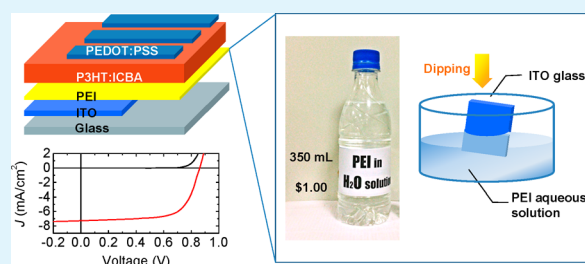 PEDOT:PSS
P3HT:ICBA
PEI
ITO
Glass
J (mA/cm²)
2
0
-2
-4
-6
-8
-0.2 0.0 0.2 0.4 0.6 0.8 1.0
Voltage (V)
350 mL
$1.00
PEI in
H₂O solution
Dipping
ITO glass
PEI aqueous
solution